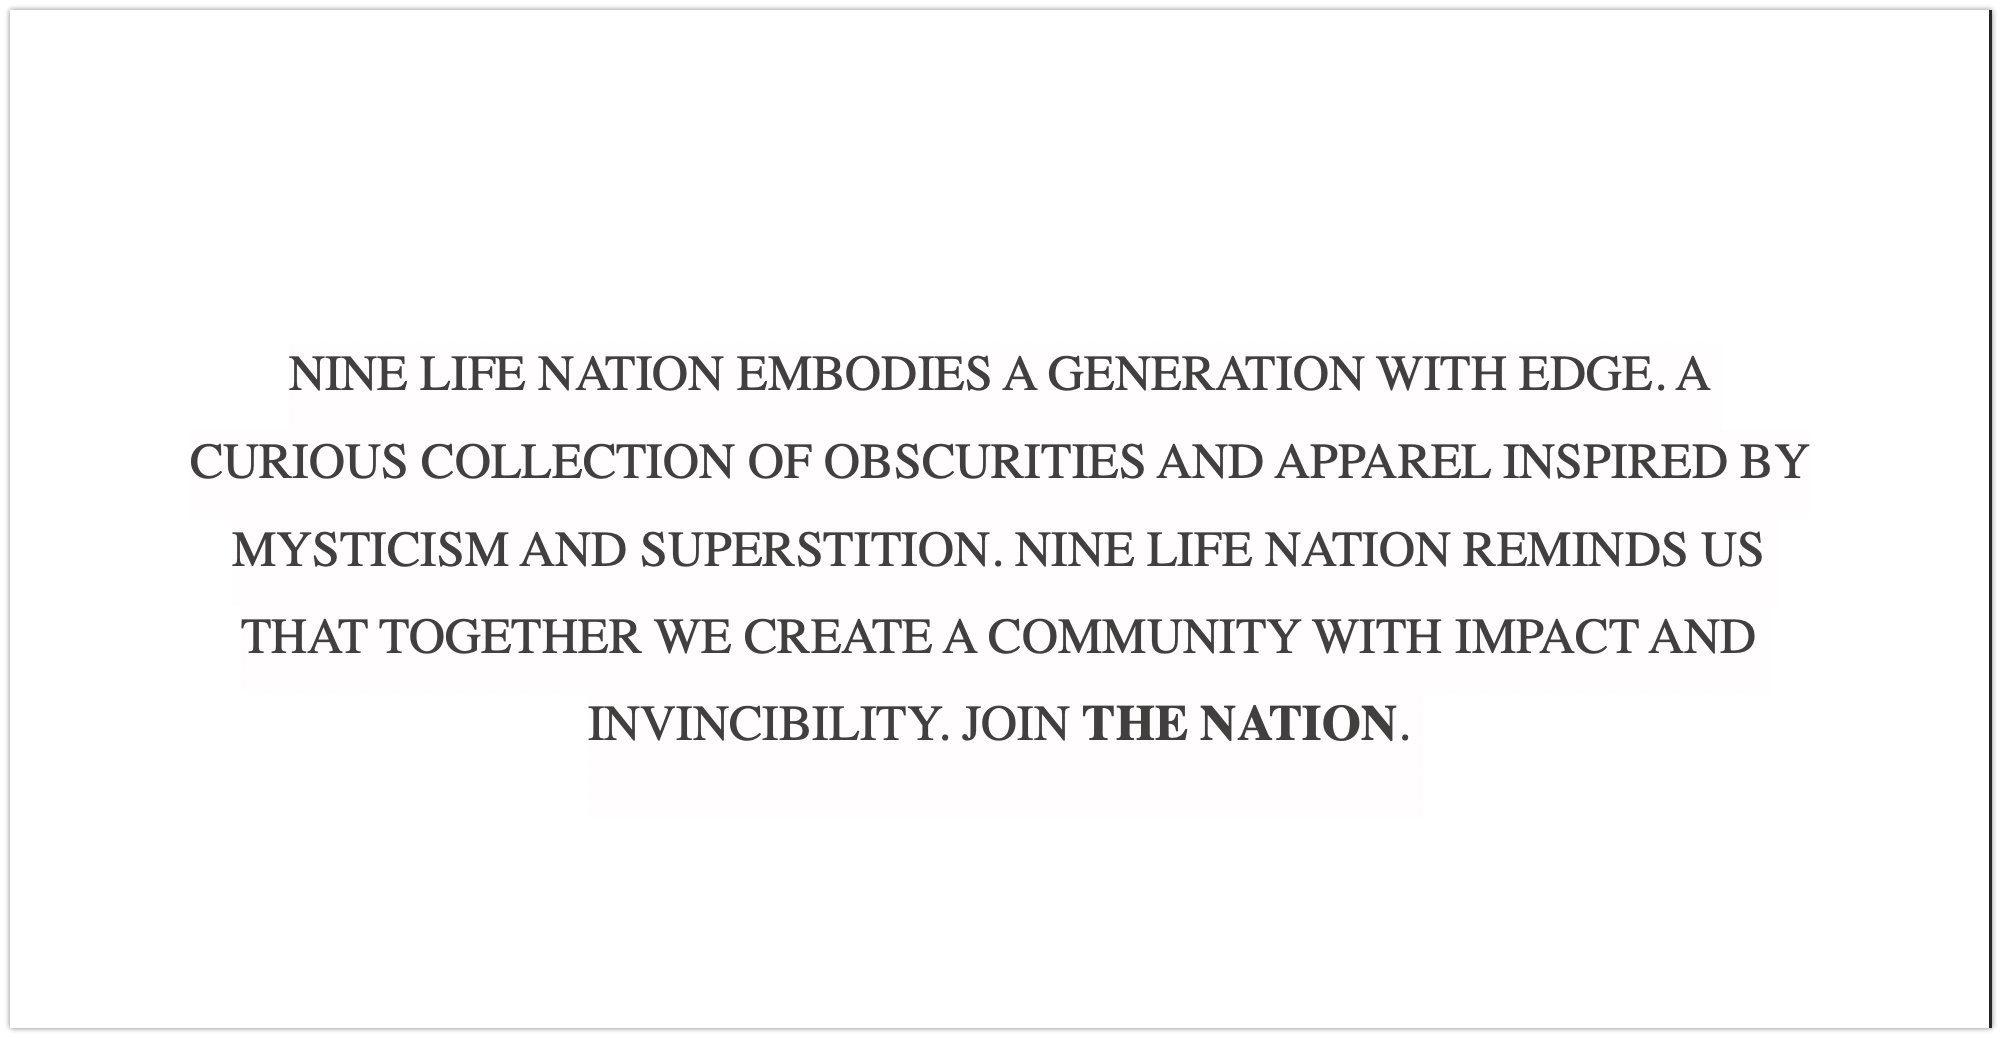 NINE LIFE NATION EMBODIES A GENERATION WITH EDGE. A
CURIOUS COLLECTION OF OBSCURITIES AND APPAREL INSPIRED BY
MYSTICISM AND SUPERSTITION. NINE LIFE NATION REMINDS US
THAT TOGETHER WE CREATE A COMMUNITY WITH IMPACT AND
INVINCIBILITY. JOIN THE NATION.